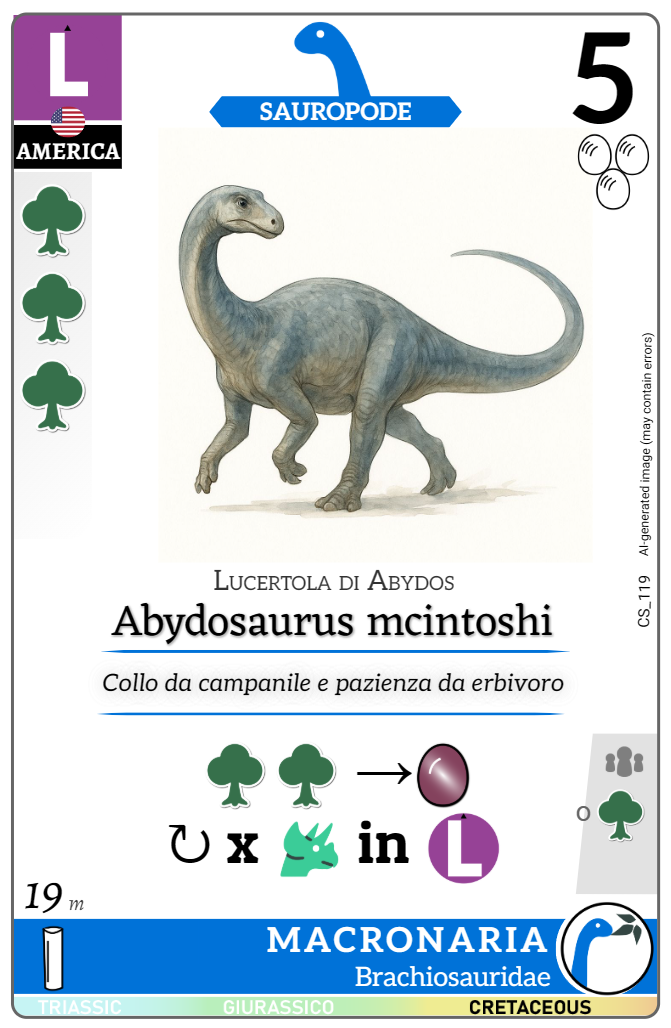 L
AMERICA
SAUROPODE
5
AI-generated image (may contain errors)
CS_119
Lucertola di Abydos
Abydosaurus mcintoshi
Collo da campanile e pazienza da erbivoro
→
↻ x in L
o
19 m
MACRONARIA
Brachiosauridae
TRIASSIC GIURASSICO CRETACEOUS